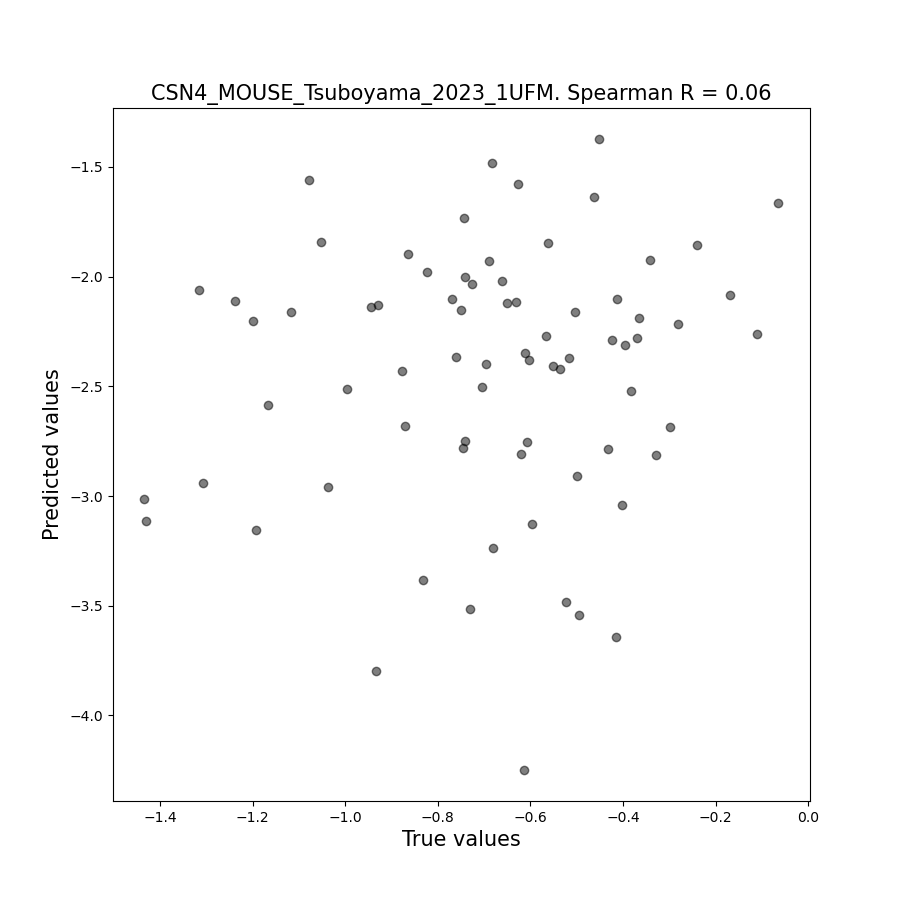 CSN4_MOUSE_Tsuboyama_2023_1UFM. Spearman R = 0.06
Predicted values
−1.5
−2.0
−2.5
−3.0
−3.5
−4.0
−1.4 −1.2 −1.0 −0.8 −0.6 −0.4 −0.2 0.0
True values